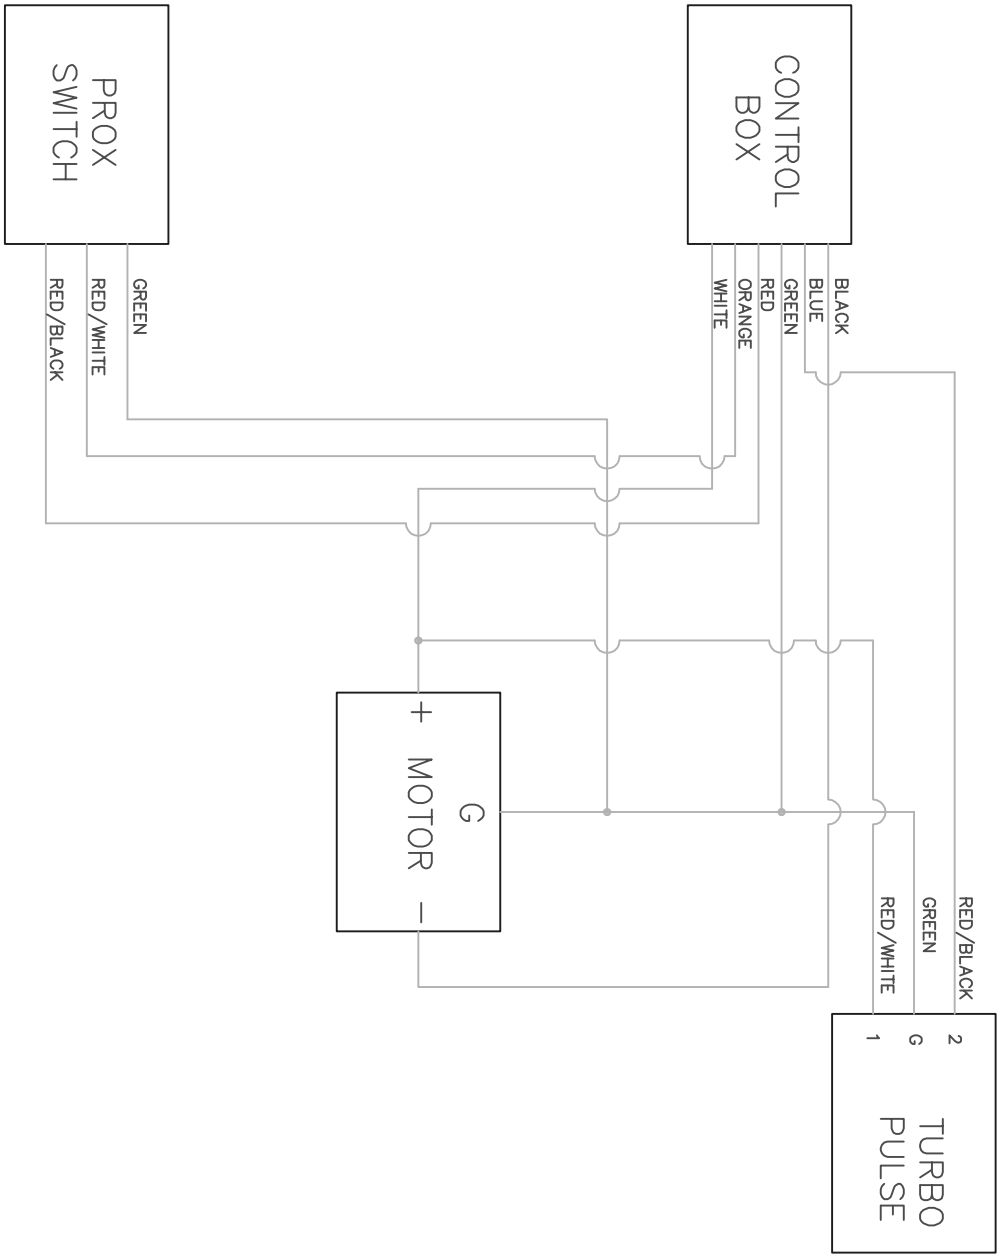 CONTROL
BOX
BLACK
BLUE
GREEN
RED
ORANGE
WHITE
PROX
SWITCH
GREEN
RED/WHITE
RED/BLACK
+
MOTOR
G
–
RED/BLACK
GREEN
RED/WHITE
2
G
1
TURBO
PULSE